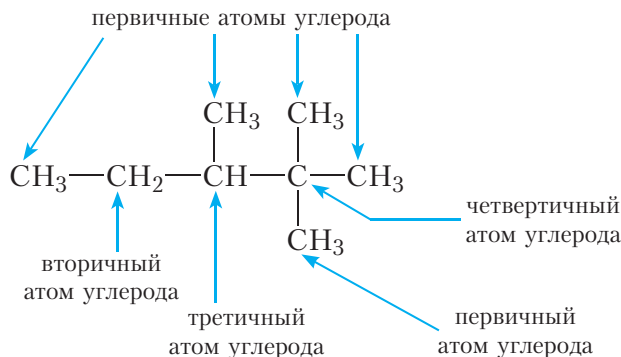 первичные атомы углерода
CH₃ CH₃
CH₃—CH₂—CH—C—CH₃
CH₃
четвертичный
атом углерода
вторичный
атом углерода
третичный
атом углерода
первичный
атом углерода